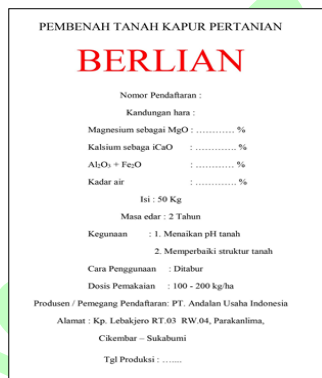 PEMBENAH TANAH KAPUR PERTANIAN
BERLIAN
Nomor Pendaftaran :
Kandungan hara :
Magnesium sebagai MgO : ………… %
Kalsium sebaga iCaO : …………. %
Al₂O₃ + Fe₂O : …………. %
Kadar air : …………. %
Isi : 50 Kg
Masa edar : 2 Tahun
Kegunaan : 1. Menaikan pH tanah
2. Memperbaiki struktur tanah
Cara Penggunaan : Ditabur
Dosis Pemakaian : 100 - 200 kg/ha
Produsen / Pemegang Pendaftaran: PT. Andalan Usaha Indonesia
Alamat : Kp. Lebakjero RT.03 RW.04, Parakanlima,
Cikembar – Sukabumi
Tgl Produksi : …....